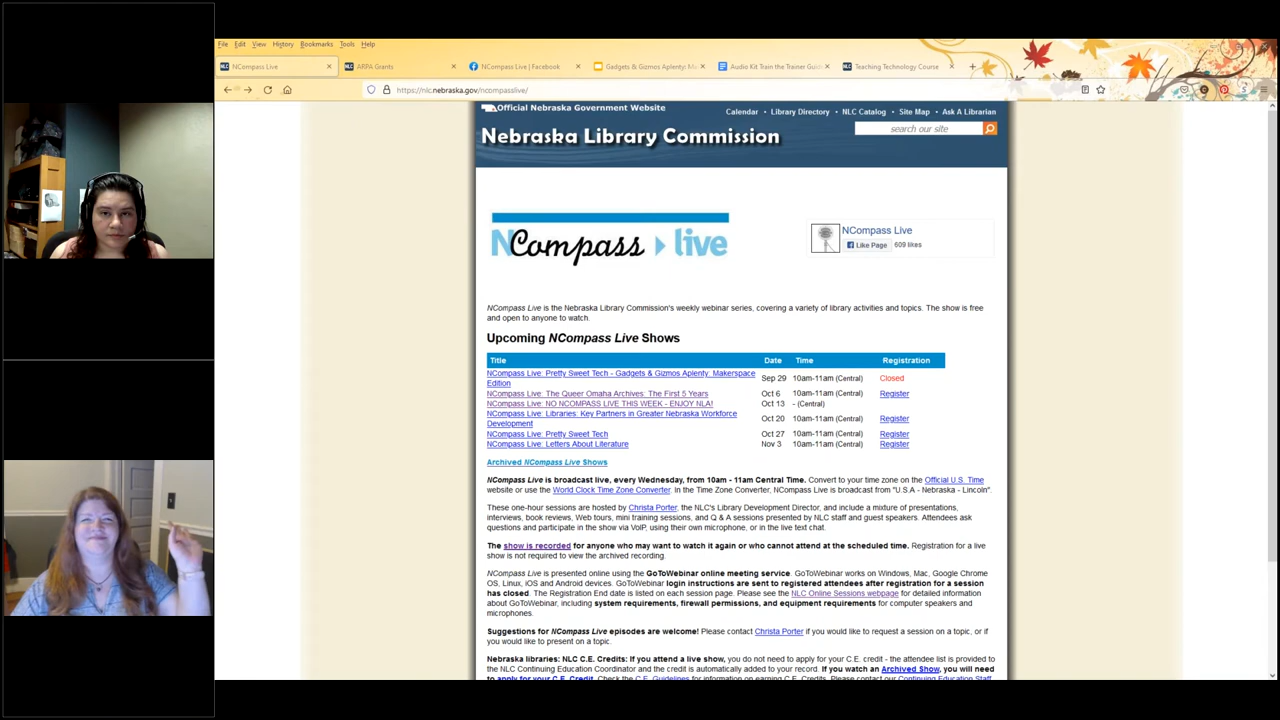 File Edit View History Bookmarks Tools Help
NCompass Live
ARPA Grants
NCompass Live | Facebook
Gadgets & Gizmos Aplenty: Ma
Audio Kit Train the Trainer Guide
Teaching Technology Course
https://nlc.nebraska.gov/ncompasslive/
Official Nebraska Government Website
Calendar • Library Directory • NLC Catalog • Site Map • Ask A Librarian
Nebraska Library Commission
search our site
NCompass live
NCompass Live
Like Page 609 likes
NCompass Live is the Nebraska Library Commission's weekly webinar series, covering a variety of library activities and topics. The show is free
and open to anyone to watch.
Upcoming NCompass Live Shows
Title Date Time Registration
NCompass Live: Pretty Sweet Tech - Gadgets & Gizmos Aplenty: Makerspace
Edition Sep 29 10am-11am (Central) Closed
NCompass Live: The Queer Omaha Archives: The First 5 Years Oct 6 10am-11am (Central) Register
NCompass Live: NO NCOMPASS LIVE THIS WEEK - ENJOY NLA! Oct 13 - (Central)
NCompass Live: Libraries: Key Partners in Greater Nebraska Workforce
Development Oct 20 10am-11am (Central) Register
NCompass Live: Pretty Sweet Tech Oct 27 10am-11am (Central) Register
NCompass Live: Letters About Literature Nov 3 10am-11am (Central) Register
Archived NCompass Live Shows
NCompass Live is broadcast live, every Wednesday, from 10am - 11am Central Time. Convert to your time zone on the Official U.S. Time
website or use the World Clock Time Zone Converter. In the Time Zone Converter, NCompass Live is broadcast from "U.S.A - Nebraska - Lincoln".
These one-hour sessions are hosted by Christa Porter, the NLC's Library Development Director, and include a mixture of presentations,
interviews, book reviews, Web tours, mini training sessions, and Q & A sessions presented by NLC staff and guest speakers. Attendees ask
questions and participate in the show via VoIP, using their own microphone, or in the live text chat.
The show is recorded for anyone who may want to watch it again or who cannot attend at the scheduled time. Registration for a live
show is not required to view the archived recording.
NCompass Live is presented online using the GoToWebinar online meeting service. GoToWebinar works on Windows, Mac, Google Chrome
OS, Linux, iOS and Android devices. GoToWebinar login instructions are sent to registered attendees after registration for a session
has closed. The Registration End date is listed on each session page. Please see the NLC Online Sessions webpage for detailed information
about GoToWebinar, including system requirements, firewall permissions, and equipment requirements for computer speakers and
microphones.
Suggestions for NCompass Live episodes are welcome! Please contact Christa Porter if you would like to request a session on a topic, or if
you would like to present on a topic.
Nebraska libraries: NLC C.E. Credits: If you attend a live show, you do not need to apply for your C.E. credit - the attendee list is provided to
the NLC Continuing Education Coordinator and the credit is automatically added to your record. If you watch an Archived Show, you will need
to apply for your C.E. Credit. Check the C.E. Guidelines for information on earning C.E. Credits. Please contact our Continuing Education Staff